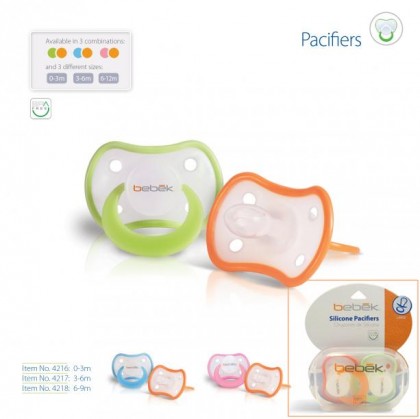 Pacifiers
Available in 3 combinations:
and 3 different sizes.
0-3m 3-6m 6-12m
bebek
bebek
Silicone Pacifiers
bebek
Item No. 4216: 0-3m
Item No. 4217: 3-6m
Item No. 4218: 6-9m